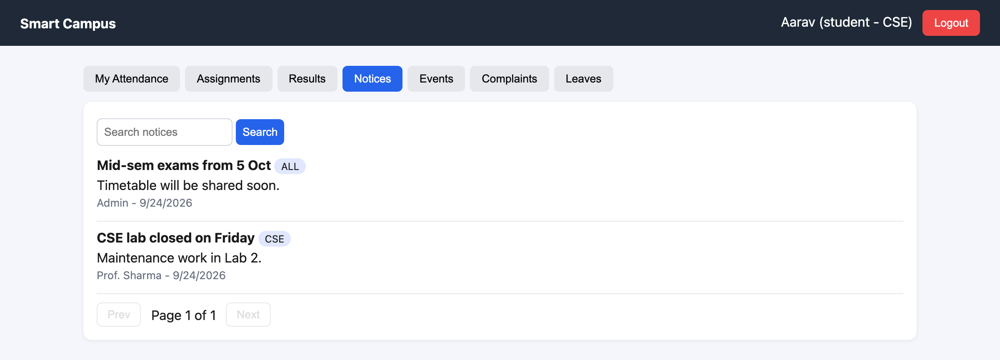 Smart Campus
Aarav (student - CSE) Logout
My Attendance Assignments Results Notices Events Complaints Leaves
Search notices Search
Mid-sem exams from 5 Oct ALL
Timetable will be shared soon.
Admin - 9/24/2026
CSE lab closed on Friday CSE
Maintenance work in Lab 2.
Prof. Sharma - 9/24/2026
Prev Page 1 of 1 Next